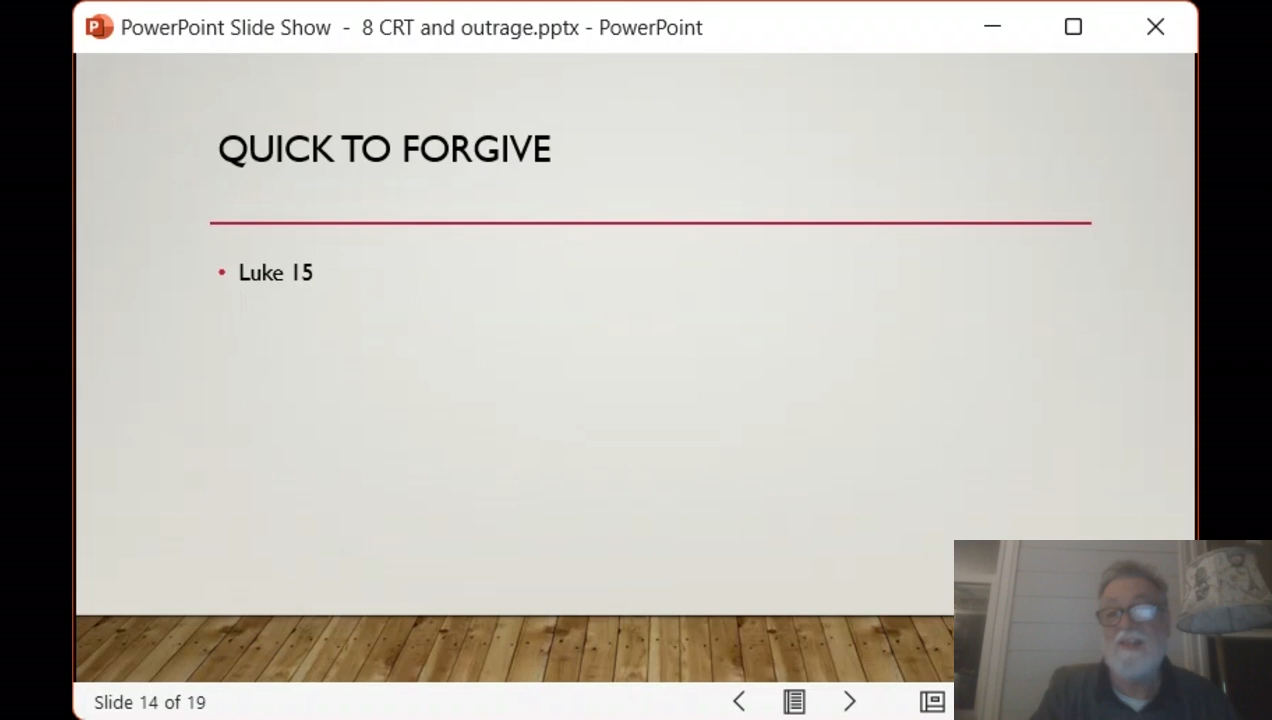 PowerPoint Slide Show - 8 CRT and outrage.pptx - PowerPoint
QUICK TO FORGIVE
• Luke 15
Slide 14 of 19